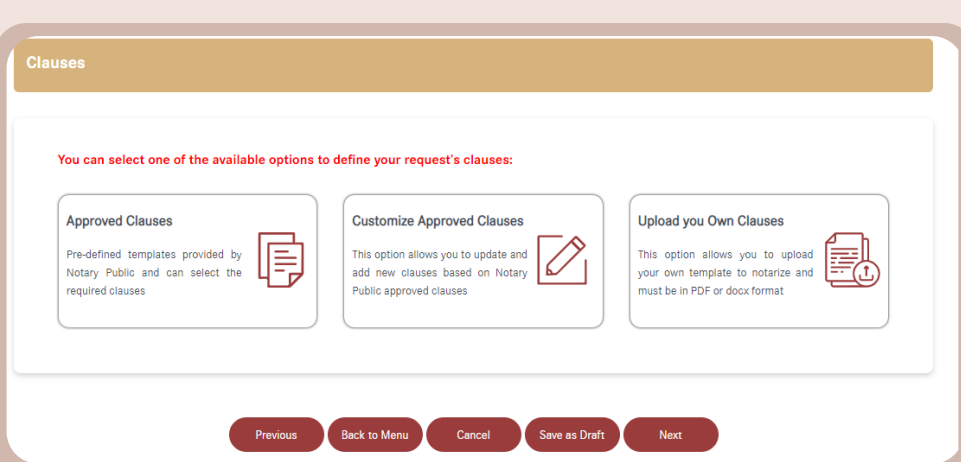 Clauses
You can select one of the available options to define your request's clauses:
Approved Clauses
Pre-defined templates provided by
Notary Public and can select the
required clauses
Customize Approved Clauses
This option allows you to update and
add new clauses based on Notary
Public approved clauses
Upload you Own Clauses
This option allows you to upload
your own template to notarize and
must be in PDF or docx format
Previous
Back to Menu
Cancel
Save as Draft
Next